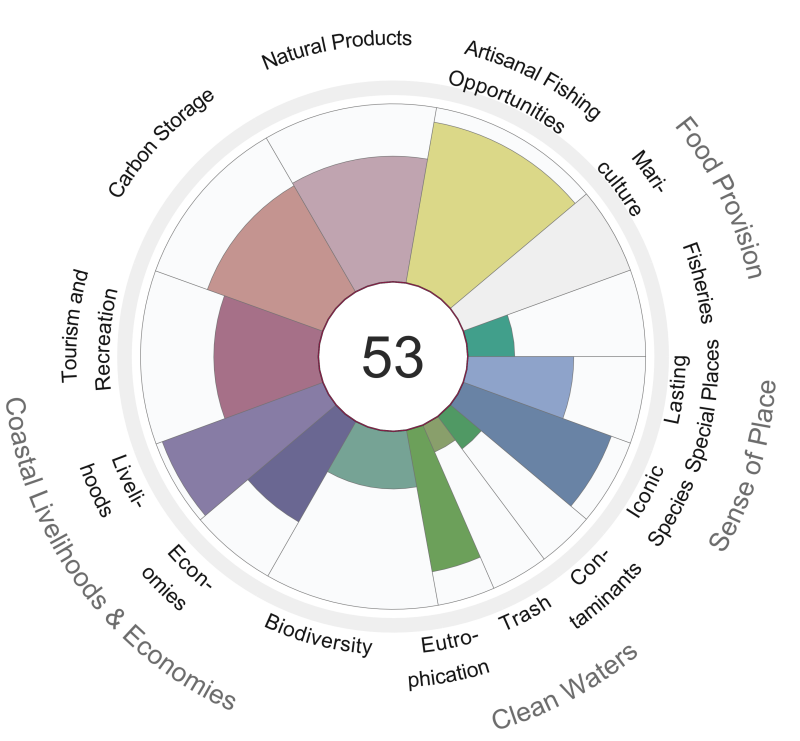 Natural Products
Artisanal Fishing
Opportunities
Mari-
culture
Food Provision
Fisheries
Lasting
Special Places
Sense of Place
Iconic
Species
Con-
taminants
Trash
Clean Waters
Eutro-
phication
Biodiversity
Econ-
omies
Liveli-
hoods
Coastal Livelihoods & Economies
Tourism and
Recreation
Carbon Storage
53